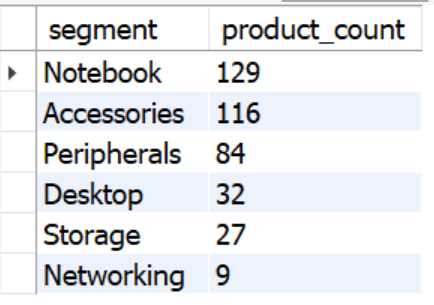 segment product_count
Notebook 129
Accessories 116
Peripherals 84
Desktop 32
Storage 27
Networking 9